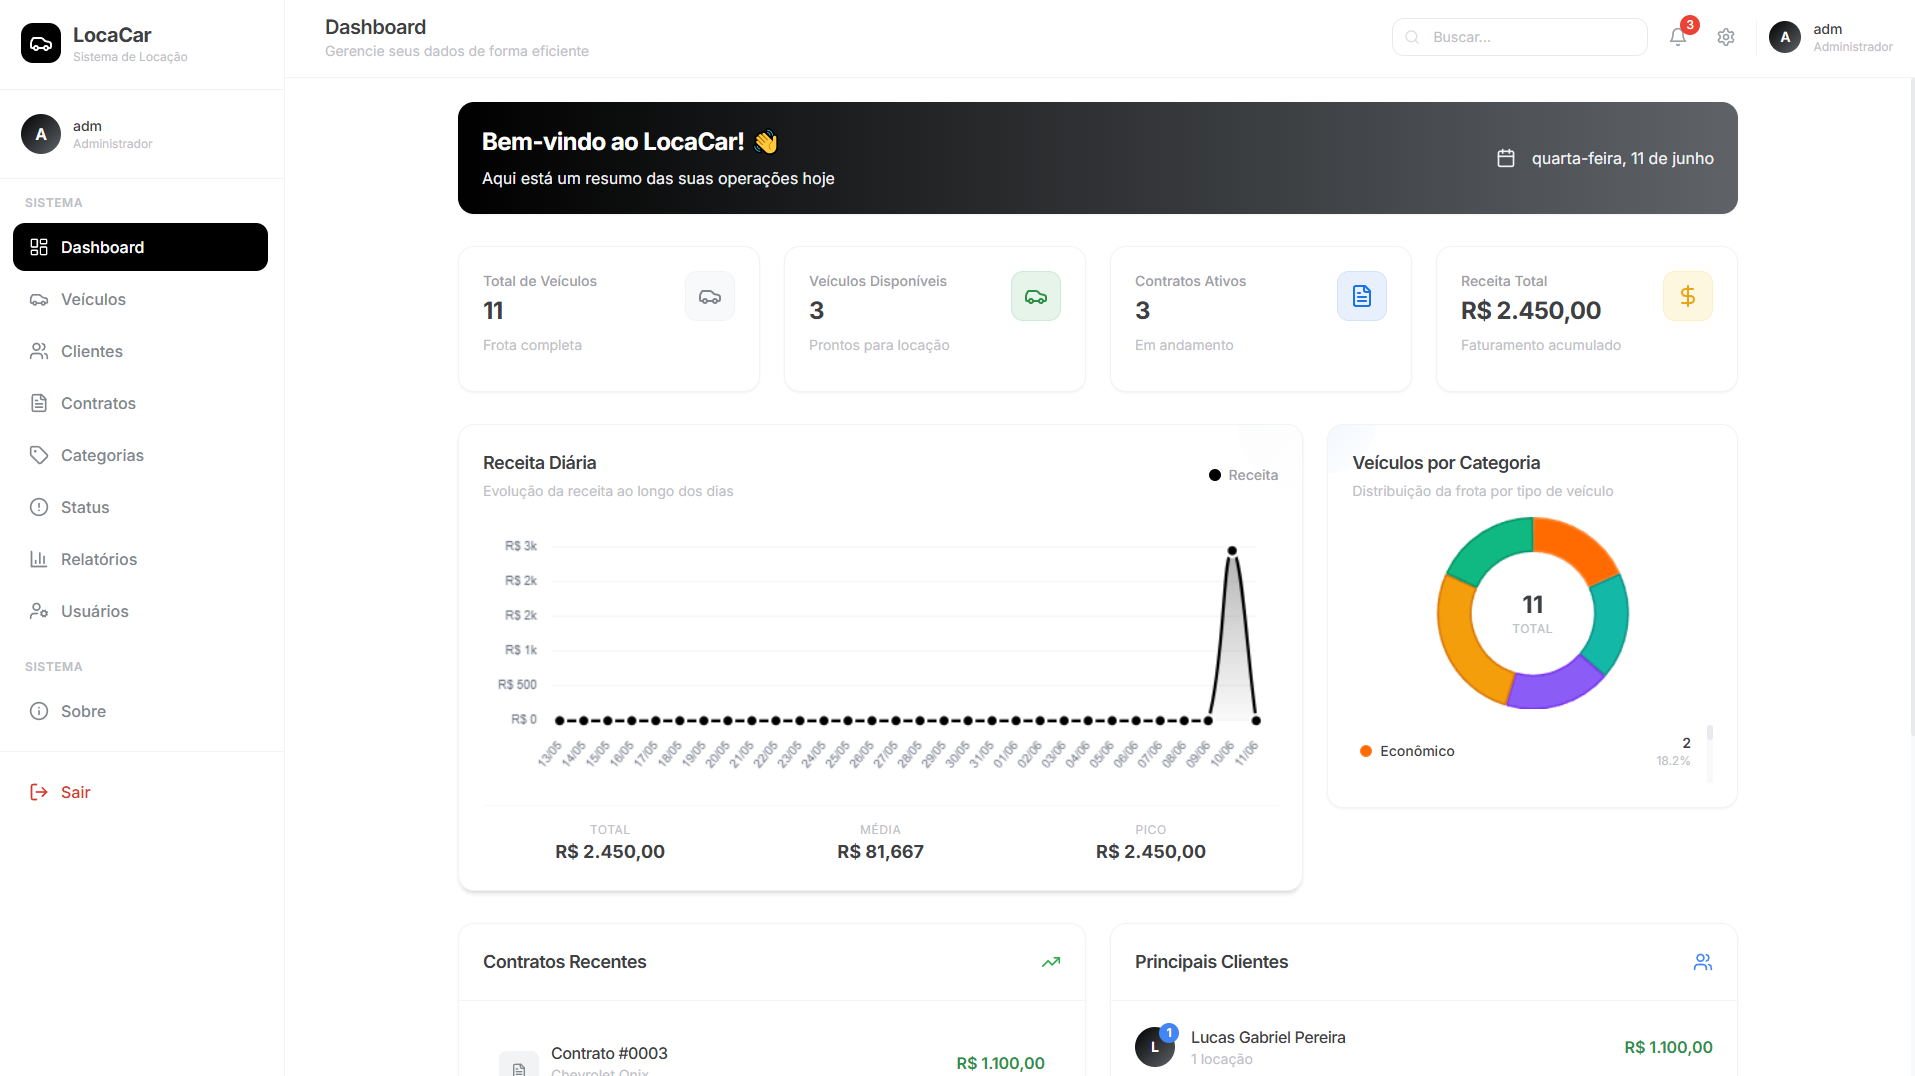 LocaCar
Sistema de Locação
A
adm
Administrador
SISTEMA
Dashboard
Veículos
Clientes
Contratos
Categorias
Status
Relatórios
Usuários
SISTEMA
Sobre
Sair
Dashboard
Gerencie seus dados de forma eficiente
Buscar...
3
A
adm
Administrador
Bem-vindo ao LocaCar! 👋
Aqui está um resumo das suas operações hoje
quarta-feira, 11 de junho
Total de Veículos
11
Frota completa
Veículos Disponíveis
3
Prontos para locação
Contratos Ativos
3
Em andamento
Receita Total
R$ 2.450,00
Faturamento acumulado
Receita Diária
Evolução da receita ao longo dos dias
Receita
R$ 3k
R$ 2k
R$ 2k
R$ 1k
R$ 500
R$ 0
13/05 14/05 15/05 16/05 17/05 18/05 19/05 20/05 21/05 22/05 23/05 24/05 25/05 26/05 27/05 28/05 29/05 30/05 31/05 01/06 02/06 03/06 04/06 05/06 06/06 07/06 08/06 09/06 10/06 11/06
TOTAL
R$ 2.450,00
MÉDIA
R$ 81,667
PICO
R$ 2.450,00
Veículos por Categoria
Distribuição da frota por tipo de veículo
11
TOTAL
Econômico
2
18.2%
Contratos Recentes
Contrato #0003
Chevrolet Onix
R$ 1.100,00
Principais Clientes
L
1
Lucas Gabriel Pereira
1 locação
R$ 1.100,00